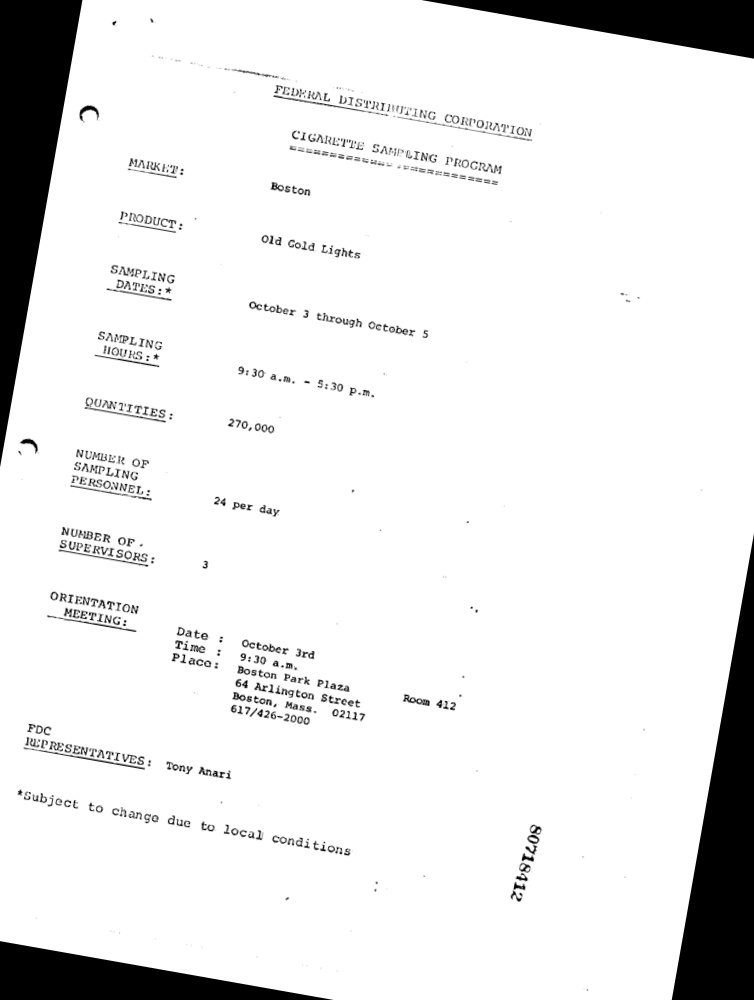 FEDERAL DISTRIBUTING CORPORATION
CIGARETTE SAMPLING PROGRAM
MARKET:
Boston
PRODUCT:
Old Gold Lights
SAMPLING
DATES:*
October 3 through October 5
SAMPLING
HOURS:*
9:30 a.m. - 5:30 p.m.
QUANTITIES:
270,000
NUMBER OF
SAMPLING
PERSONNEL:
24 per day
NUMBER OF
SUPERVISORS:
3
ORIENTATION
MEETING:
Date : October 3rd
Time : 9:30 a.m.
Place: Boston Park Plaza Room 412
64 Arlington Street
Boston, Mass. 02117
617/426-2000
FDC
REPRESENTATIVES: Tony Anari
*Subject to change due to local conditions
80718412